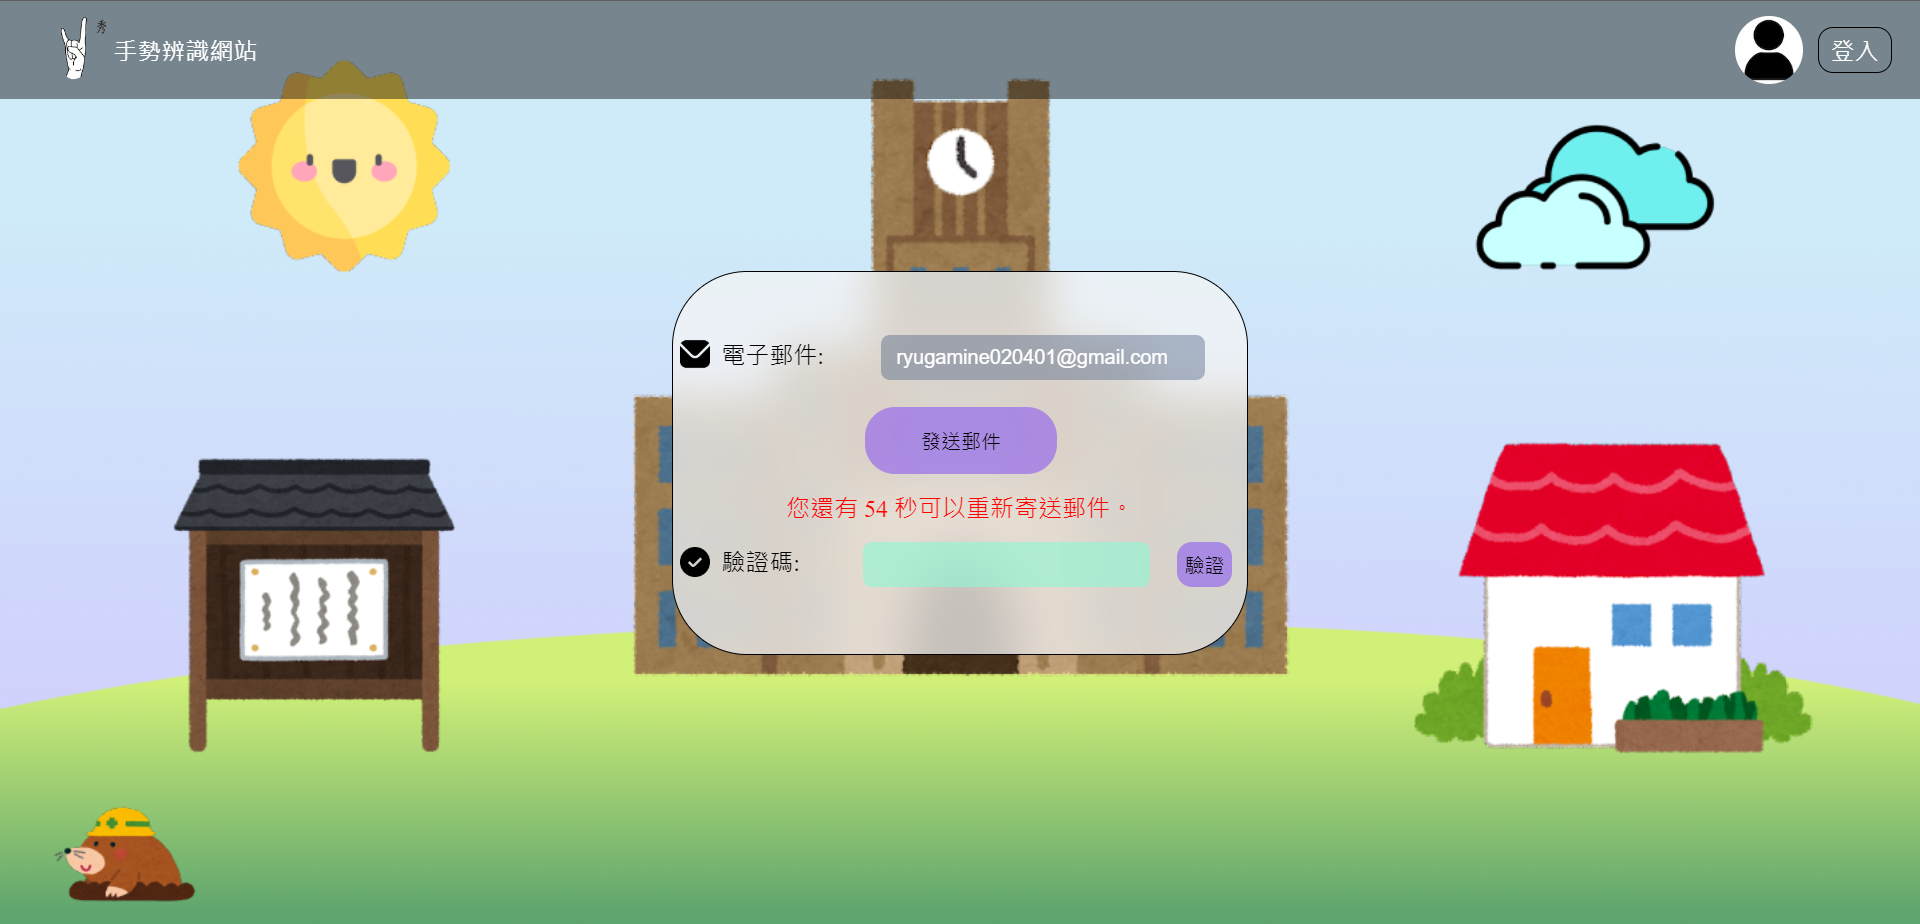 秀
手勢辨識網站
登入
電子郵件:
ryugamine020401@gmail.com
發送郵件
您還有 54 秒可以重新寄送郵件。
驗證碼:
驗證